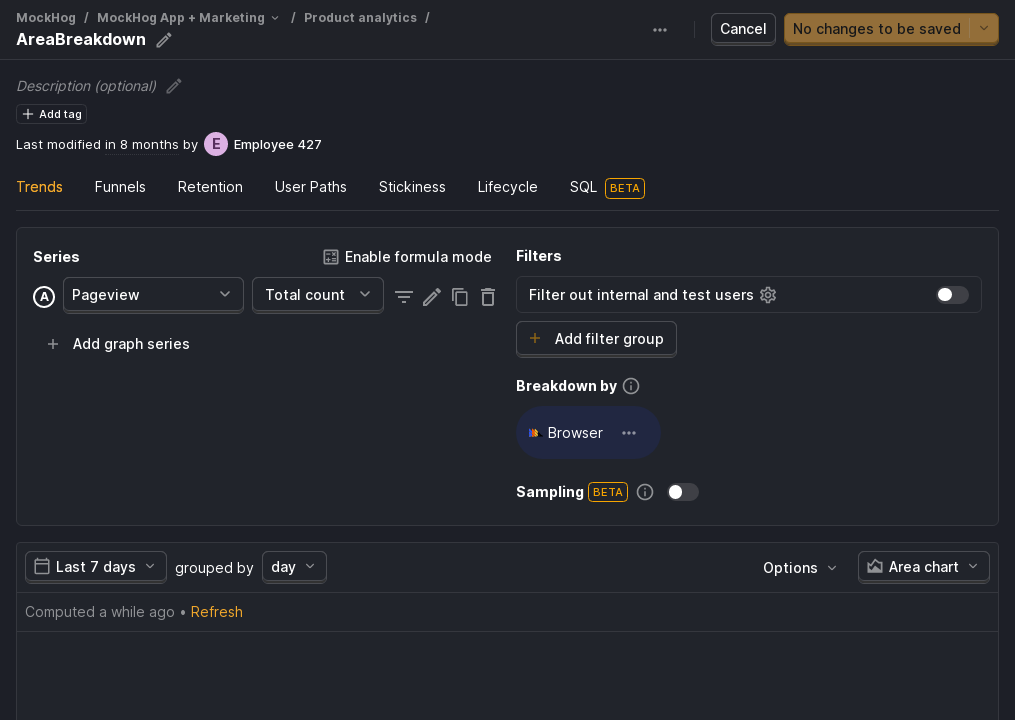 MockHog / MockHog App + Marketing / Product analytics /
AreaBreakdown
Cancel
No changes to be saved
Description (optional)
Add tag
Last modified in 8 months by E Employee 427
Trends Funnels Retention User Paths Stickiness Lifecycle SQL BETA
Series
Enable formula mode
A Pageview Total count
Add graph series
Filters
Filter out internal and test users
Add filter group
Breakdown by
Browser
Sampling BETA
Last 7 days grouped by day
Options
Area chart
Computed a while ago • Refresh